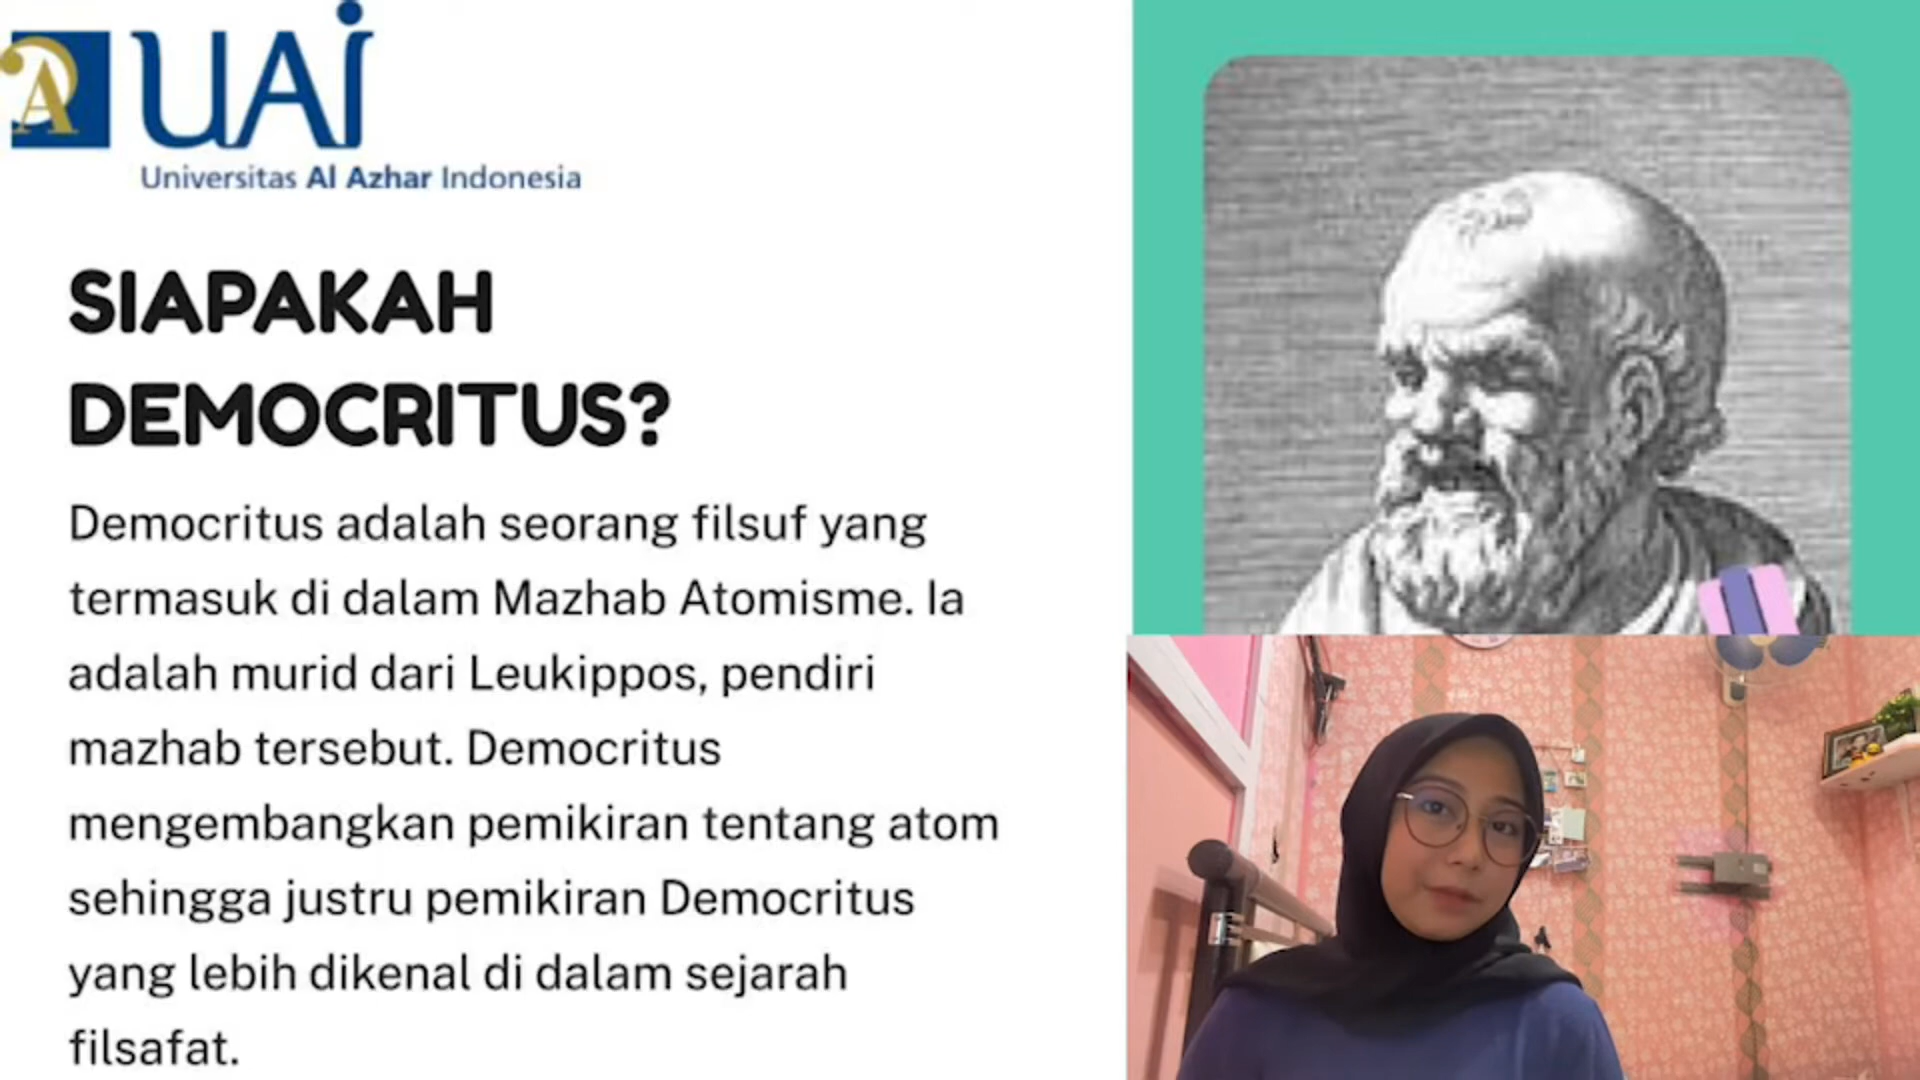 UAI
Universitas Al Azhar Indonesia
SIAPAKAH
DEMOCRITUS?
Democritus adalah seorang filsuf yang
termasuk di dalam Mazhab Atomisme. Ia
adalah murid dari Leukippos, pendiri
mazhab tersebut. Democritus
mengembangkan pemikiran tentang atom
sehingga justru pemikiran Democritus
yang lebih dikenal di dalam sejarah
filsafat.